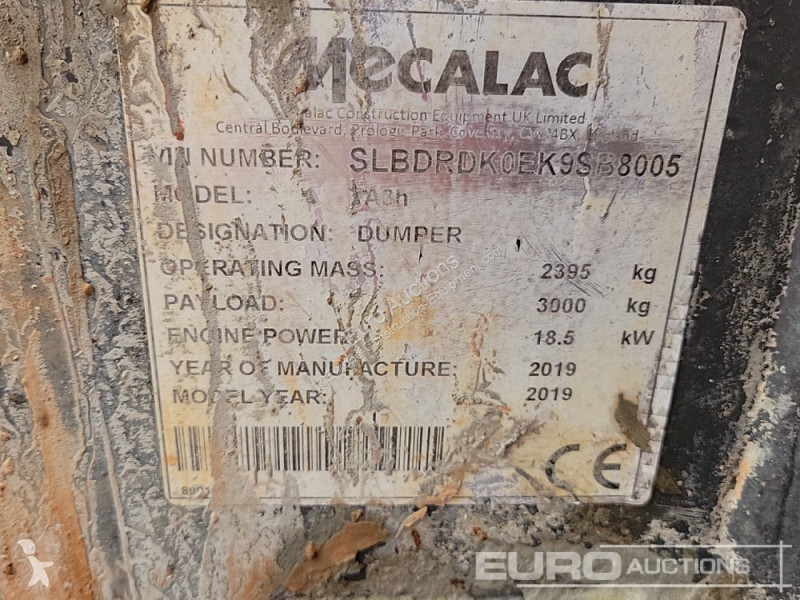 MECALAC
Construction Equipment UK Limited
Central Boulevard, Prologis Park, Coventry,
VIN NUMBER: SLBDRDK0EK9SB8005
MODEL: TA3h
DESIGNATION: DUMPER
OPERATING MASS: 2395 kg
PAYLOAD: 3000 kg
ENGINE POWER: 18.5 kW
YEAR OF MANUFACTURE: 2019
MODEL YEAR: 2019
CE
EURO AUCTIONS